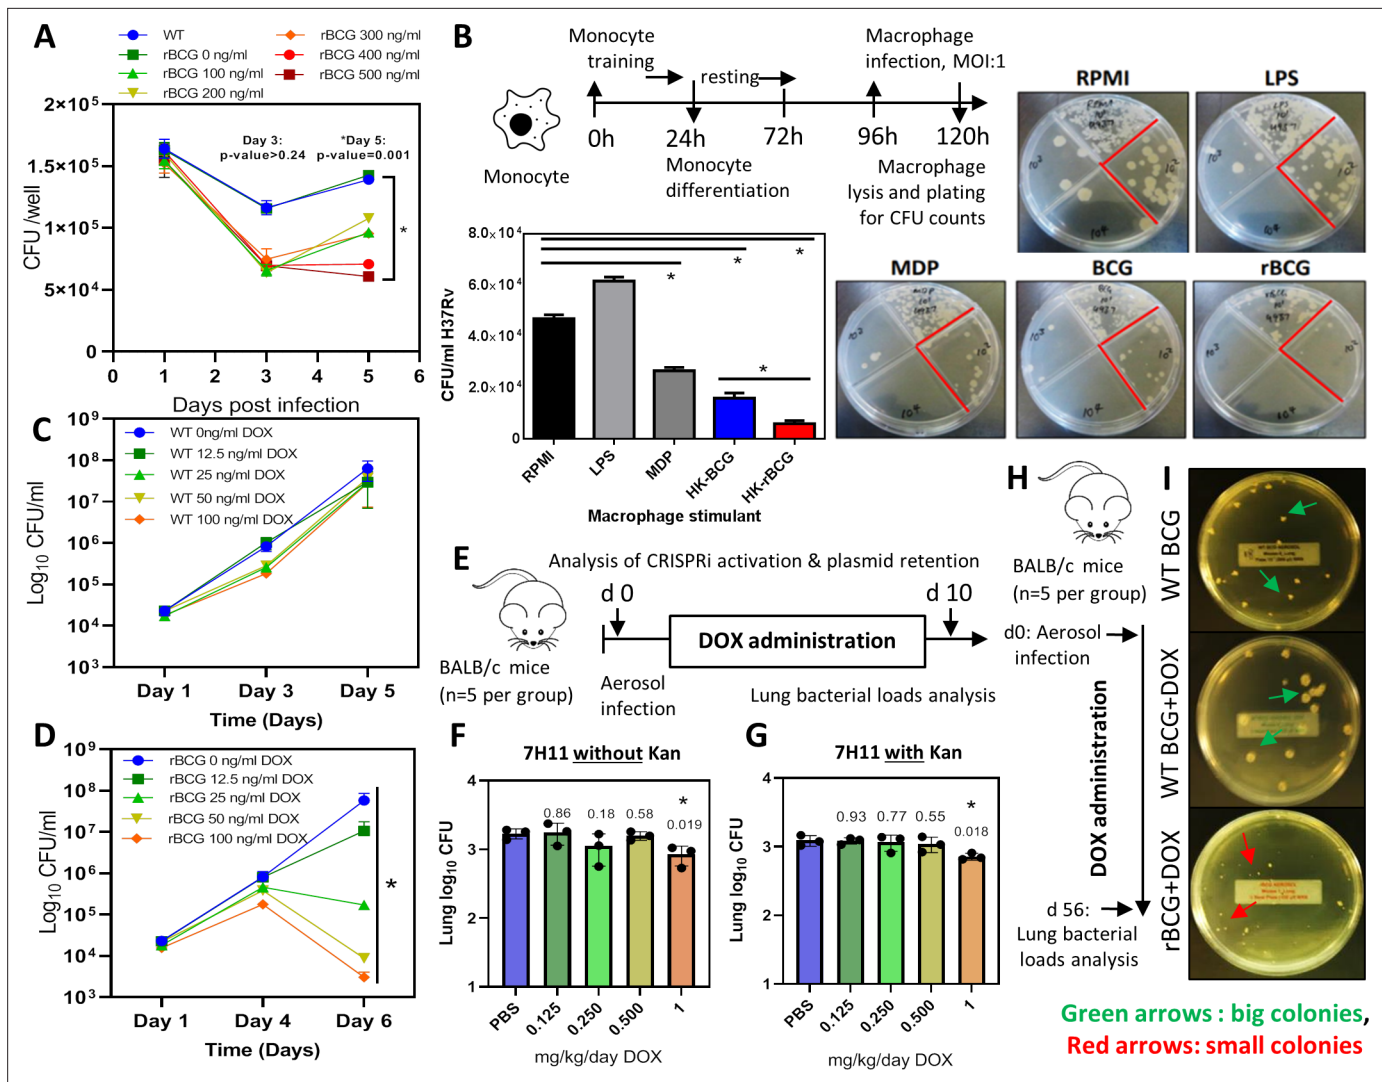 A
WT
rBCG 0 ng/ml
rBCG 100 ng/ml
rBCG 200 ng/ml
rBCG 300 ng/ml
rBCG 400 ng/ml
rBCG 500 ng/ml
2×10⁵
1.5×10⁵
1×10⁵
5×10⁴
0
CFU /well
Day 3:
p-value>0.24
*Day 5:
p-value=0.001
*
0 1 2 3 4 5 6
Days post infection
B
Monocyte
training
resting
Macrophage
infection, MOI:1
0h 24h 72h 96h 120h
Monocyte
Monocyte
differentiation
Macrophage
lysis and plating
for CFU counts
8.0×10⁴
6.0×10⁴
4.0×10⁴
2.0×10⁴
0
CFU/ml H37Rv
* * *
*
RPMI LPS MDP HK-BCG HK-rBCG
Macrophage stimulant
RPMI LPS
10³ 10² 10⁴
10³ 10² 10⁴
MDP BCG rBCG
10³ 10² 10⁴
10³ 10² 10⁴
10³ 10² 10⁴
C
WT 0ng/ml DOX
WT 12.5 ng/ml DOX
WT 25 ng/ml DOX
WT 50 ng/ml DOX
WT 100 ng/ml DOX
10⁹
10⁸
10⁷
10⁶
10⁵
10⁴
10³
Log₁₀ CFU/ml
Day 1 Day 3 Day 5
Time (Days)
D
rBCG 0 ng/ml DOX
rBCG 12.5 ng/ml DOX
rBCG 25 ng/ml DOX
rBCG 50 ng/ml DOX
rBCG 100 ng/ml DOX
10⁹
10⁸
10⁷
10⁶
10⁵
10⁴
10³
Log₁₀ CFU/ml
*
Day 1 Day 4 Day 6
Time (Days)
E
Analysis of CRISPRi activation & plasmid retention
d 0 d 10
DOX administration
BALB/c mice
(n=5 per group)
Aerosol
infection
Lung bacterial loads analysis
F
7H11 without Kan
4
3
2
1
Lung log₁₀ CFU
0.86 0.18 0.58 * 0.019
PBS 0.125 0.250 0.500 1
mg/kg/day DOX
G
7H11 with Kan
4
3
2
1
Lung log₁₀ CFU
0.93 0.77 0.55 * 0.018
PBS 0.125 0.250 0.500 1
mg/kg/day DOX
H
BALB/c mice
(n=5 per group)
d0: Aerosol
infection
DOX administration
d 56:
Lung bacterial
loads analysis
I
WT BCG
WT BCG+DOX
rBCG+DOX
Green arrows : big colonies,
Red arrows: small colonies